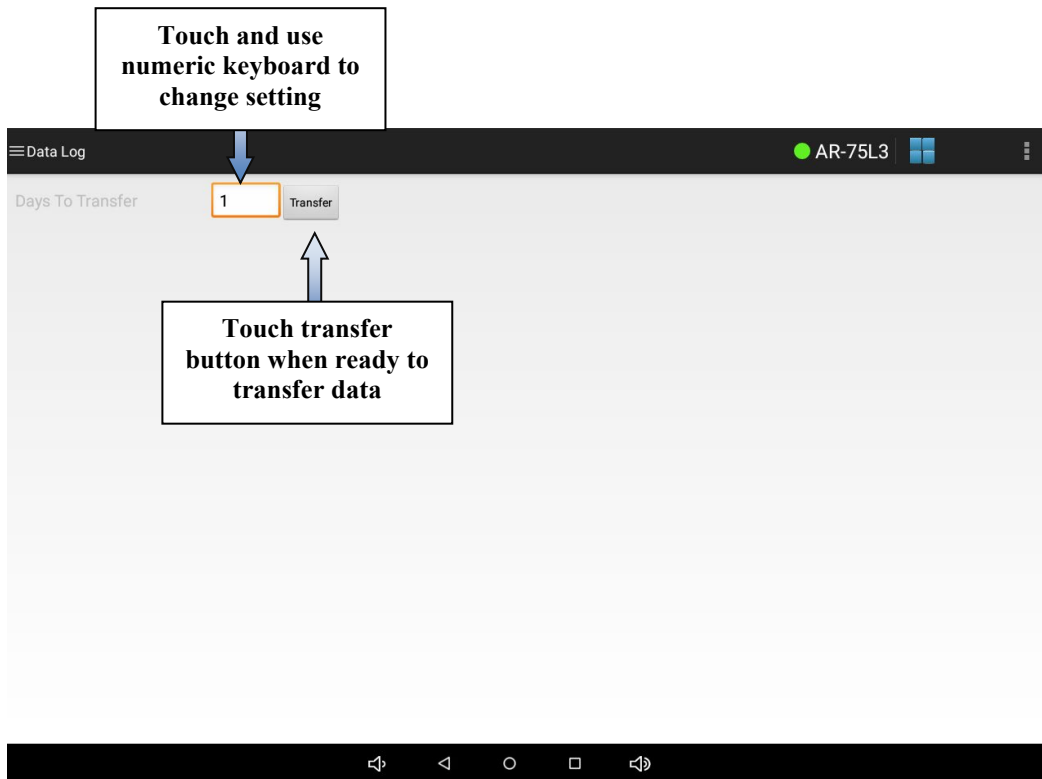 Touch and use
numeric keyboard to
change setting
Data Log
AR-75L3
Days To Transfer
1
Transfer
Touch transfer
button when ready to
transfer data